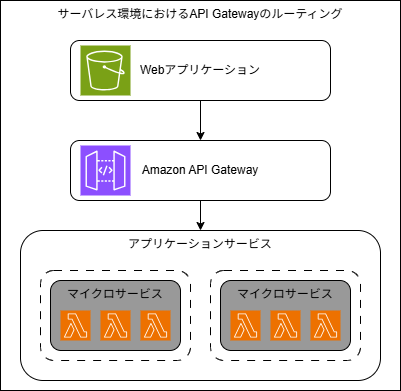 サーバレス環境におけるAPI Gatewayのルーティング
Webアプリケーション
Amazon API Gateway
アプリケーションサービス
マイクロサービス
マイクロサービス